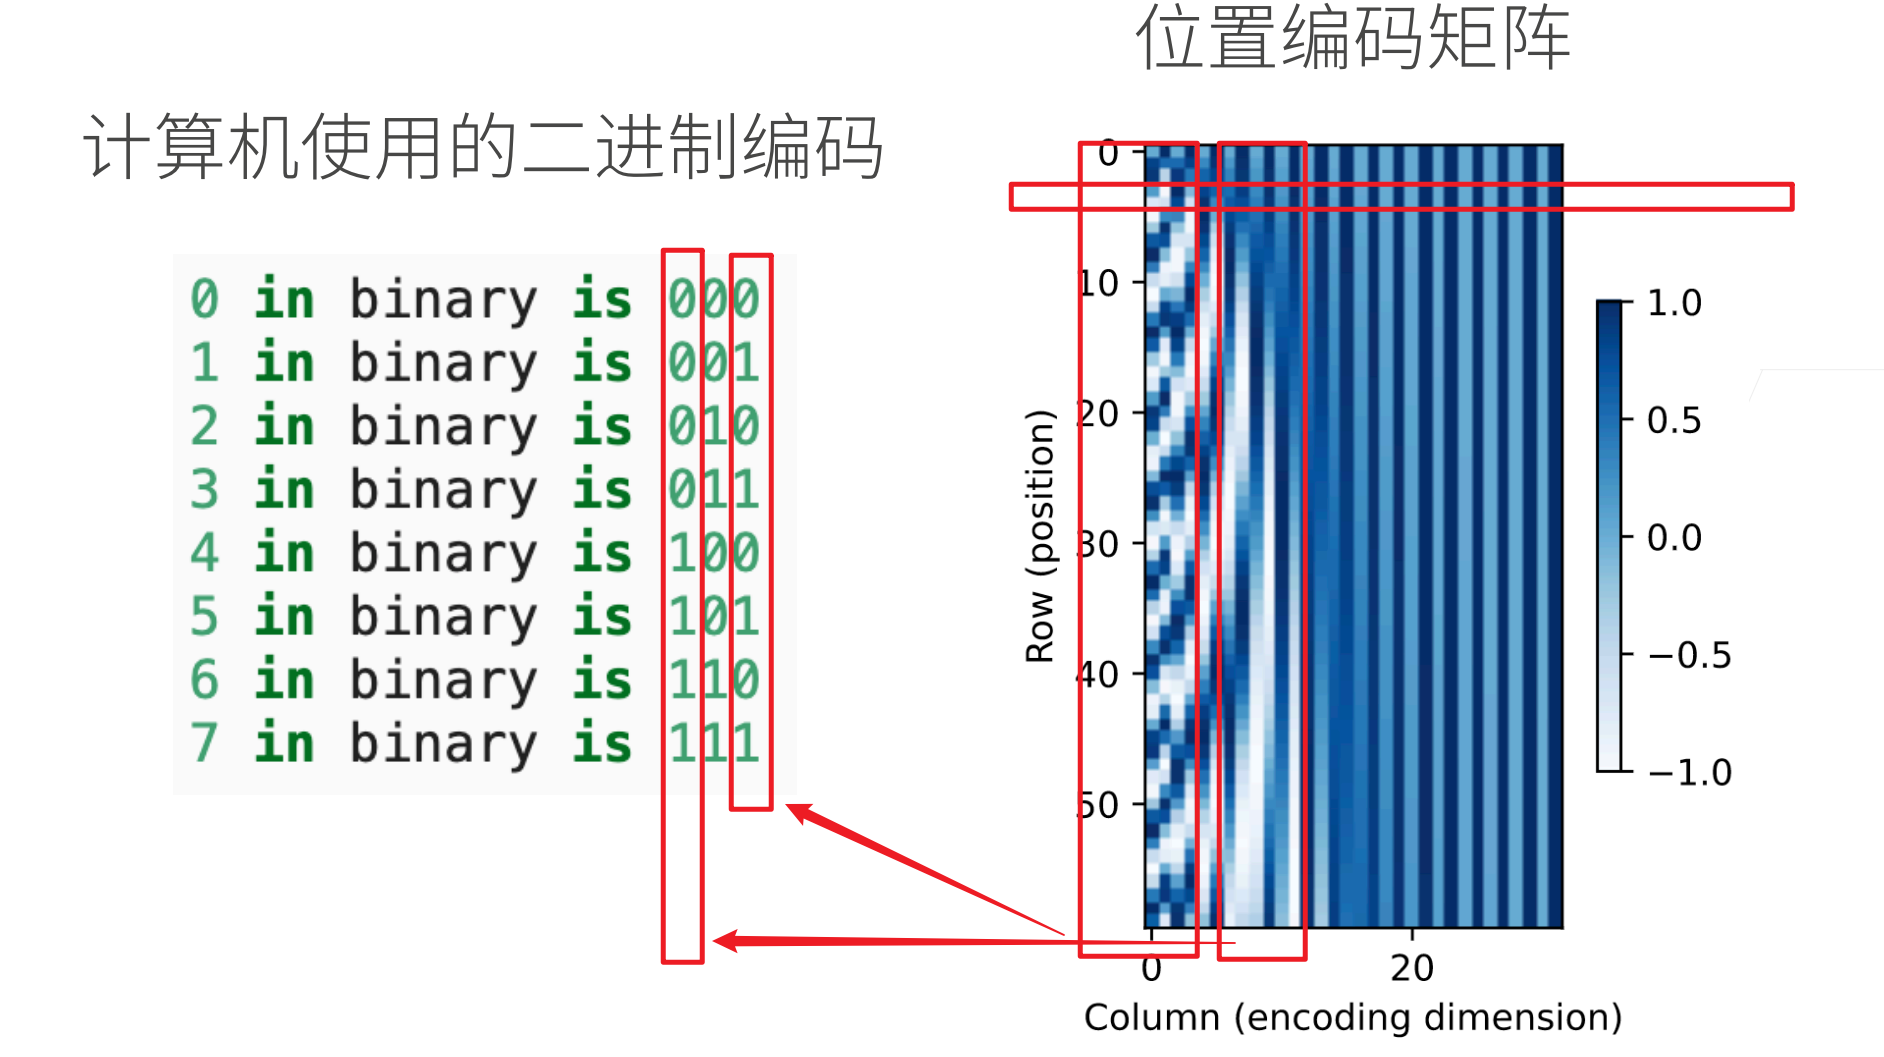 位置编码矩阵
计算机使用的二进制编码
0 in binary is 000
1 in binary is 001
2 in binary is 010
3 in binary is 011
4 in binary is 100
5 in binary is 101
6 in binary is 110
7 in binary is 111
0
10
20
30
40
50
Row (position)
0
20
Column (encoding dimension)
1.0
0.5
0.0
−0.5
−1.0